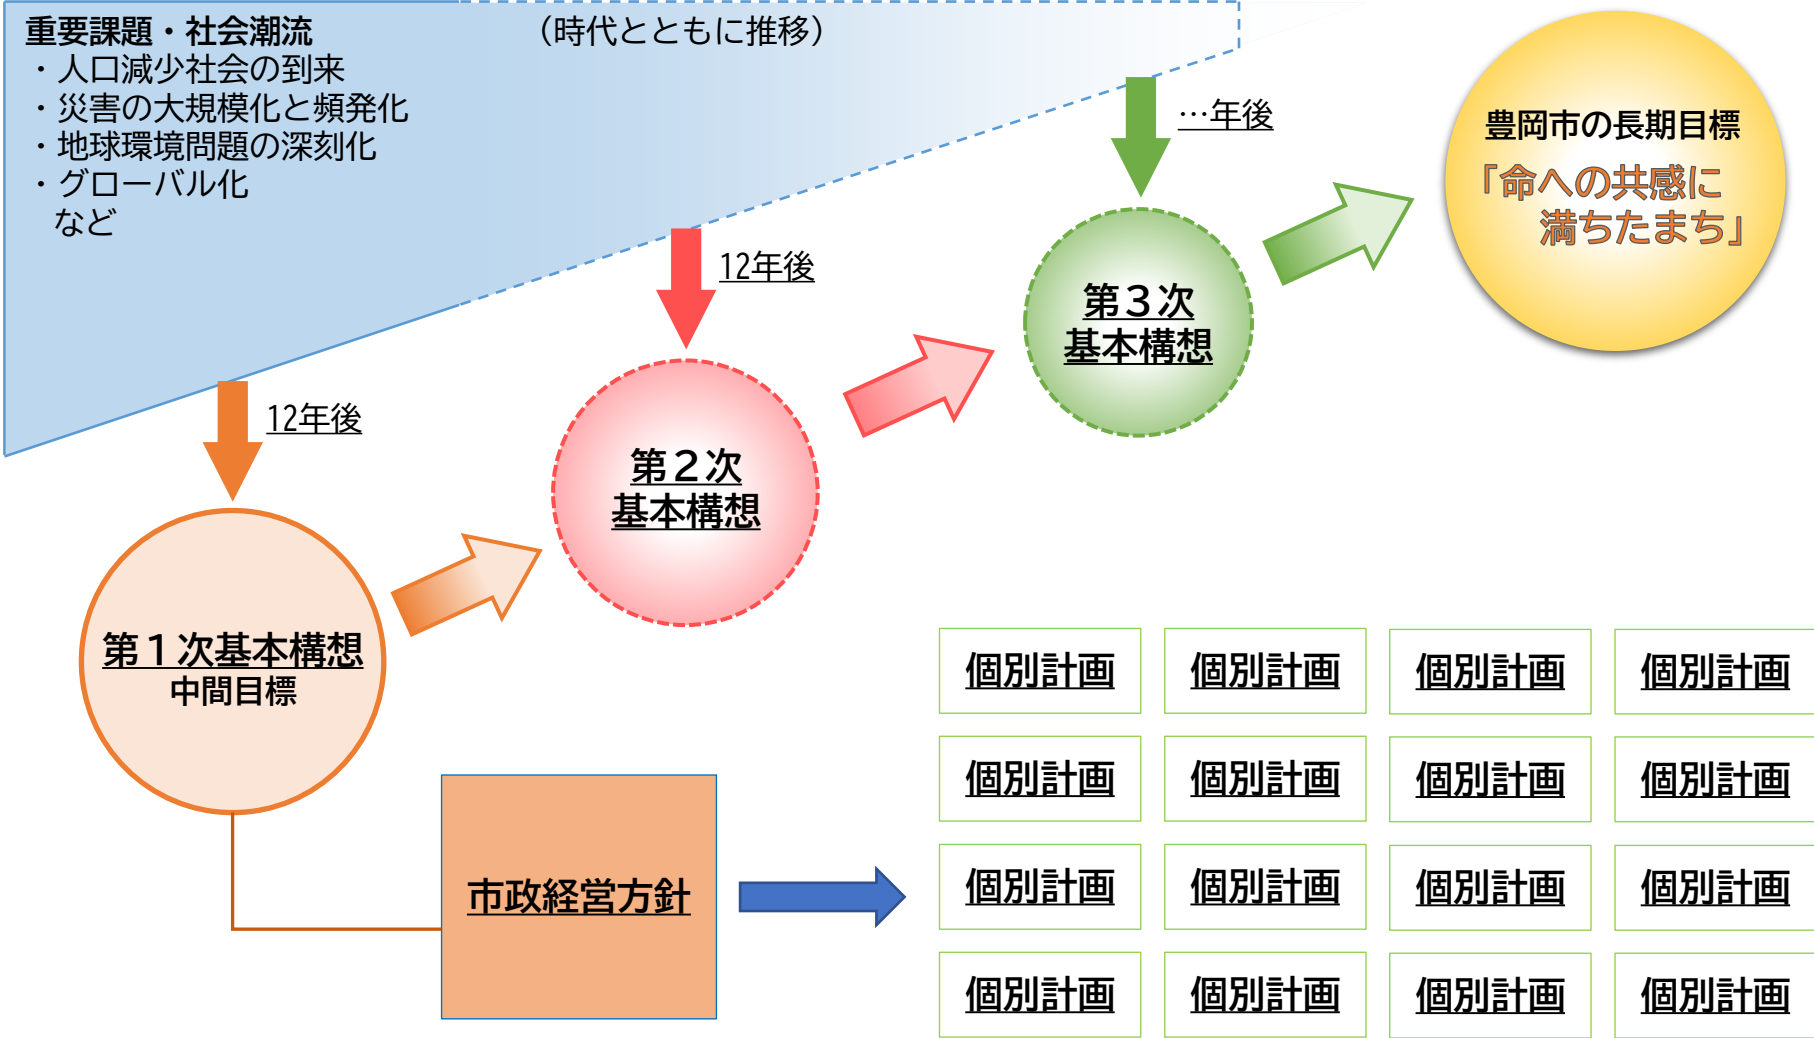 重要課題・社会潮流
（時代とともに推移）
・人口減少社会の到来
・災害の大規模化と頻発化
・地球環境問題の深刻化
・グローバル化
など
…年後
豊岡市の長期目標
「命への共感に
満ちたまち」
12年後
第３次
基本構想
12年後
第２次
基本構想
第１次基本構想
中間目標
個別計画
個別計画
個別計画
個別計画
個別計画
個別計画
個別計画
個別計画
市政経営方針
個別計画
個別計画
個別計画
個別計画
個別計画
個別計画
個別計画
個別計画